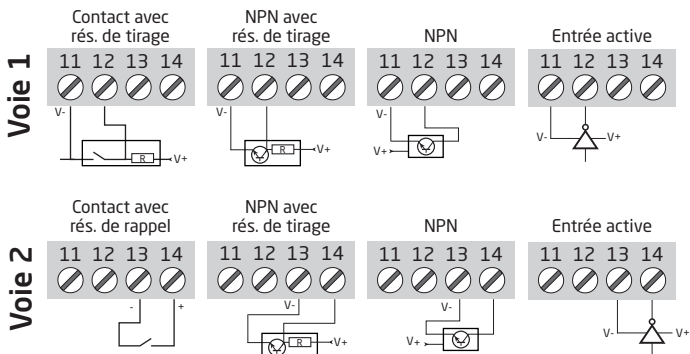 Voie 1
Contact avec
rés. de tirage
11 12 13 14
V-
R
V+
NPN avec
rés. de tirage
11 12 13 14
V-
R
V+
NPN
11 12 13 14
V-
V+
Entrée active
11 12 13 14
V-
V+
Voie 2
Contact avec
rés. de rappel
11 12 13 14
-
+
NPN avec
rés. de tirage
11 12 13 14
V-
R
V+
NPN
11 12 13 14
V-
V+
Entrée active
11 12 13 14
V-
V+